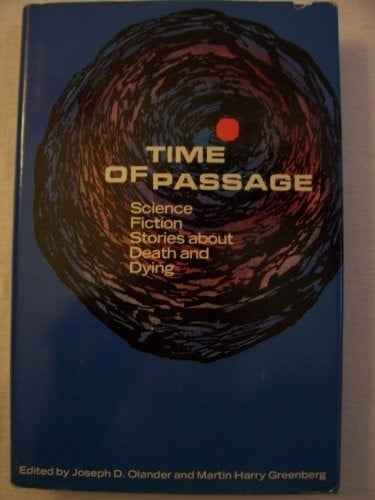 TIME
OF PASSAGE
Science
Fiction
Stories about
Death and
Dying
Edited by Joseph D. Olander and Martin Harry Greenberg